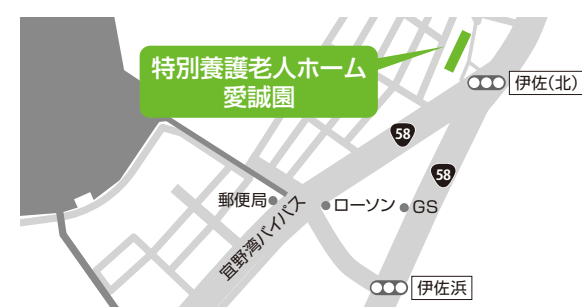 特別養護老人ホーム
愛誠園
伊佐(北)
58
58
郵便局
ローソン
GS
宜野湾バイパス
伊佐浜